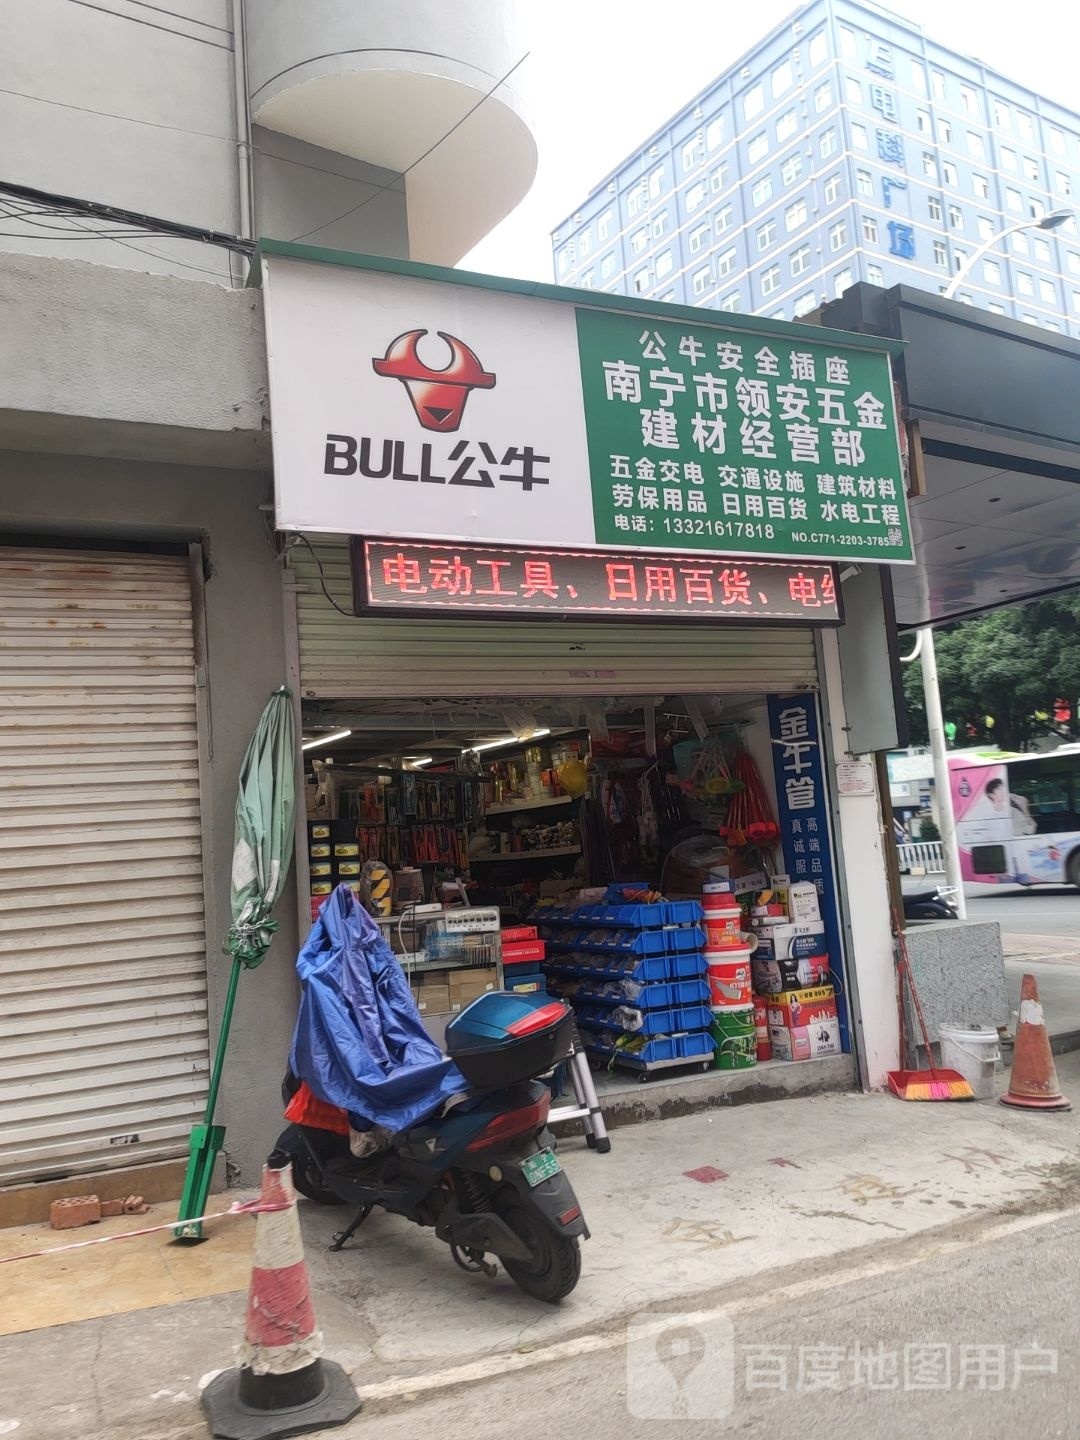 电科广场
BULL公牛
公牛安全插座
南宁市领安五金
建材经营部
五金交电 交通设施 建筑材料
劳保用品 日用百货 水电工程
电话：13321617818 NO.C771-2203-3785
电动工具、日用百货、电
金牛管
高端品质
真诚服
百度地图用户